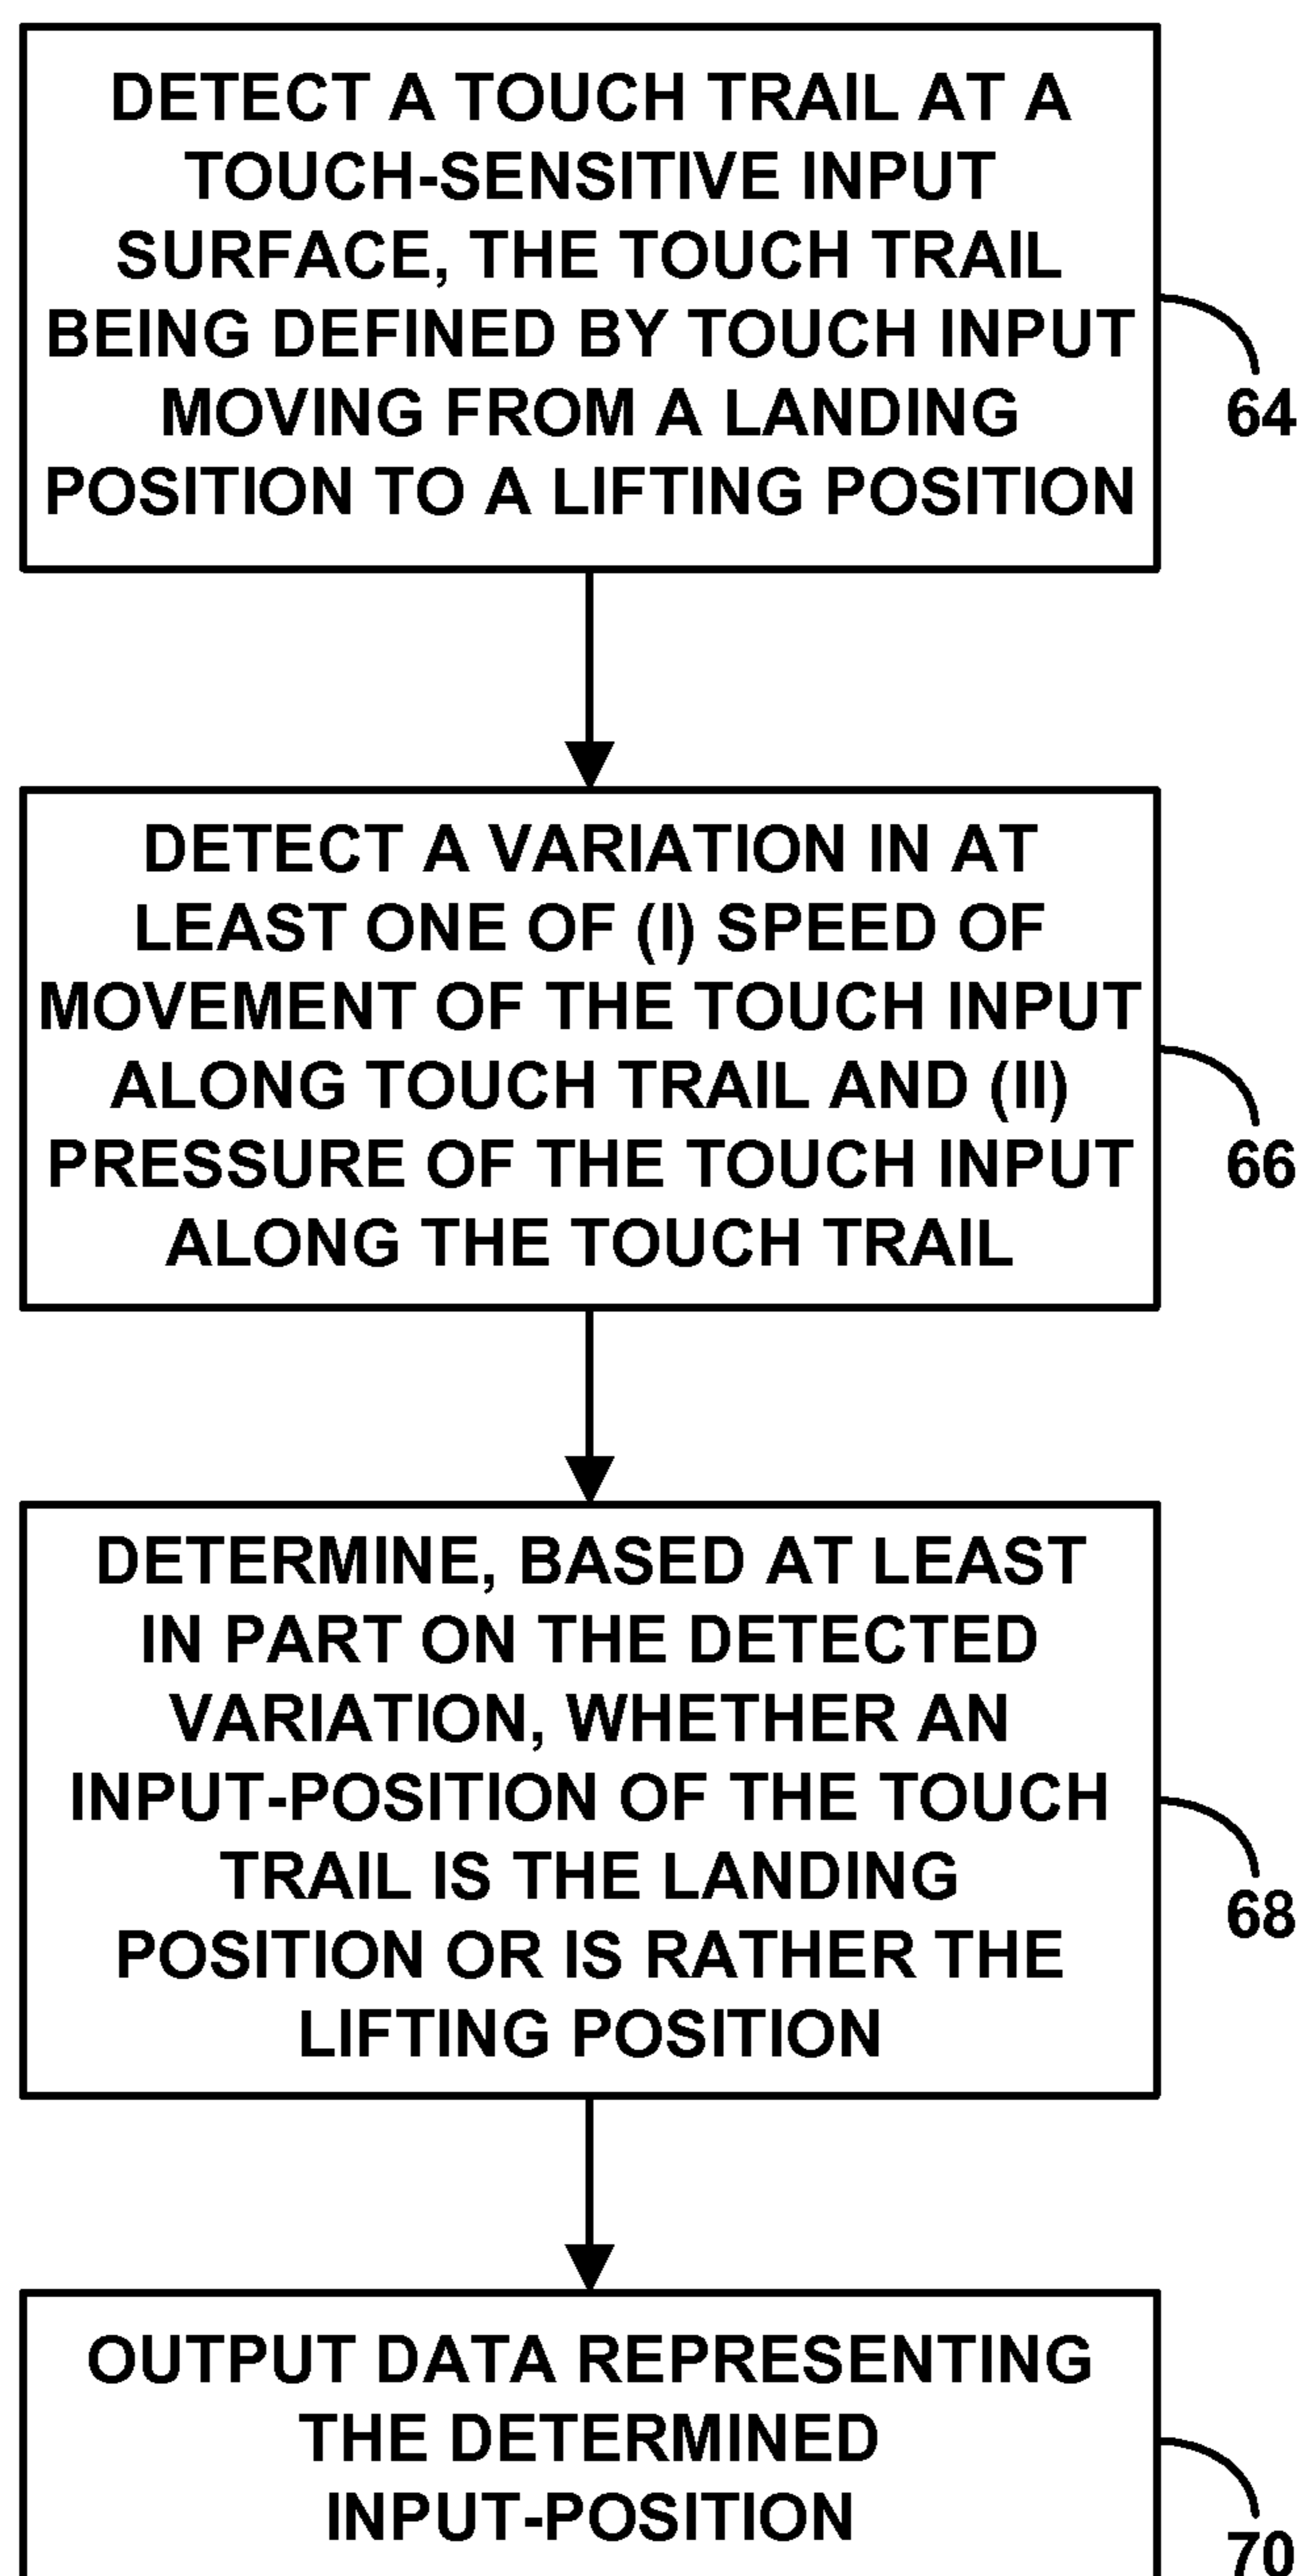 DETECT A TOUCH TRAIL AT A
TOUCH-SENSITIVE INPUT
SURFACE, THE TOUCH TRAIL
BEING DEFINED BY TOUCH INPUT
MOVING FROM A LANDING
POSITION TO A LIFTING POSITION
64
DETECT A VARIATION IN AT
LEAST ONE OF (I) SPEED OF
MOVEMENT OF THE TOUCH INPUT
ALONG TOUCH TRAIL AND (II)
PRESSURE OF THE TOUCH INPUT
ALONG THE TOUCH TRAIL
66
DETERMINE, BASED AT LEAST
IN PART ON THE DETECTED
VARIATION, WHETHER AN
INPUT-POSITION OF THE TOUCH
TRAIL IS THE LANDING
POSITION OR IS RATHER THE
LIFTING POSITION
68
OUTPUT DATA REPRESENTING
THE DETERMINED
INPUT-POSITION
70